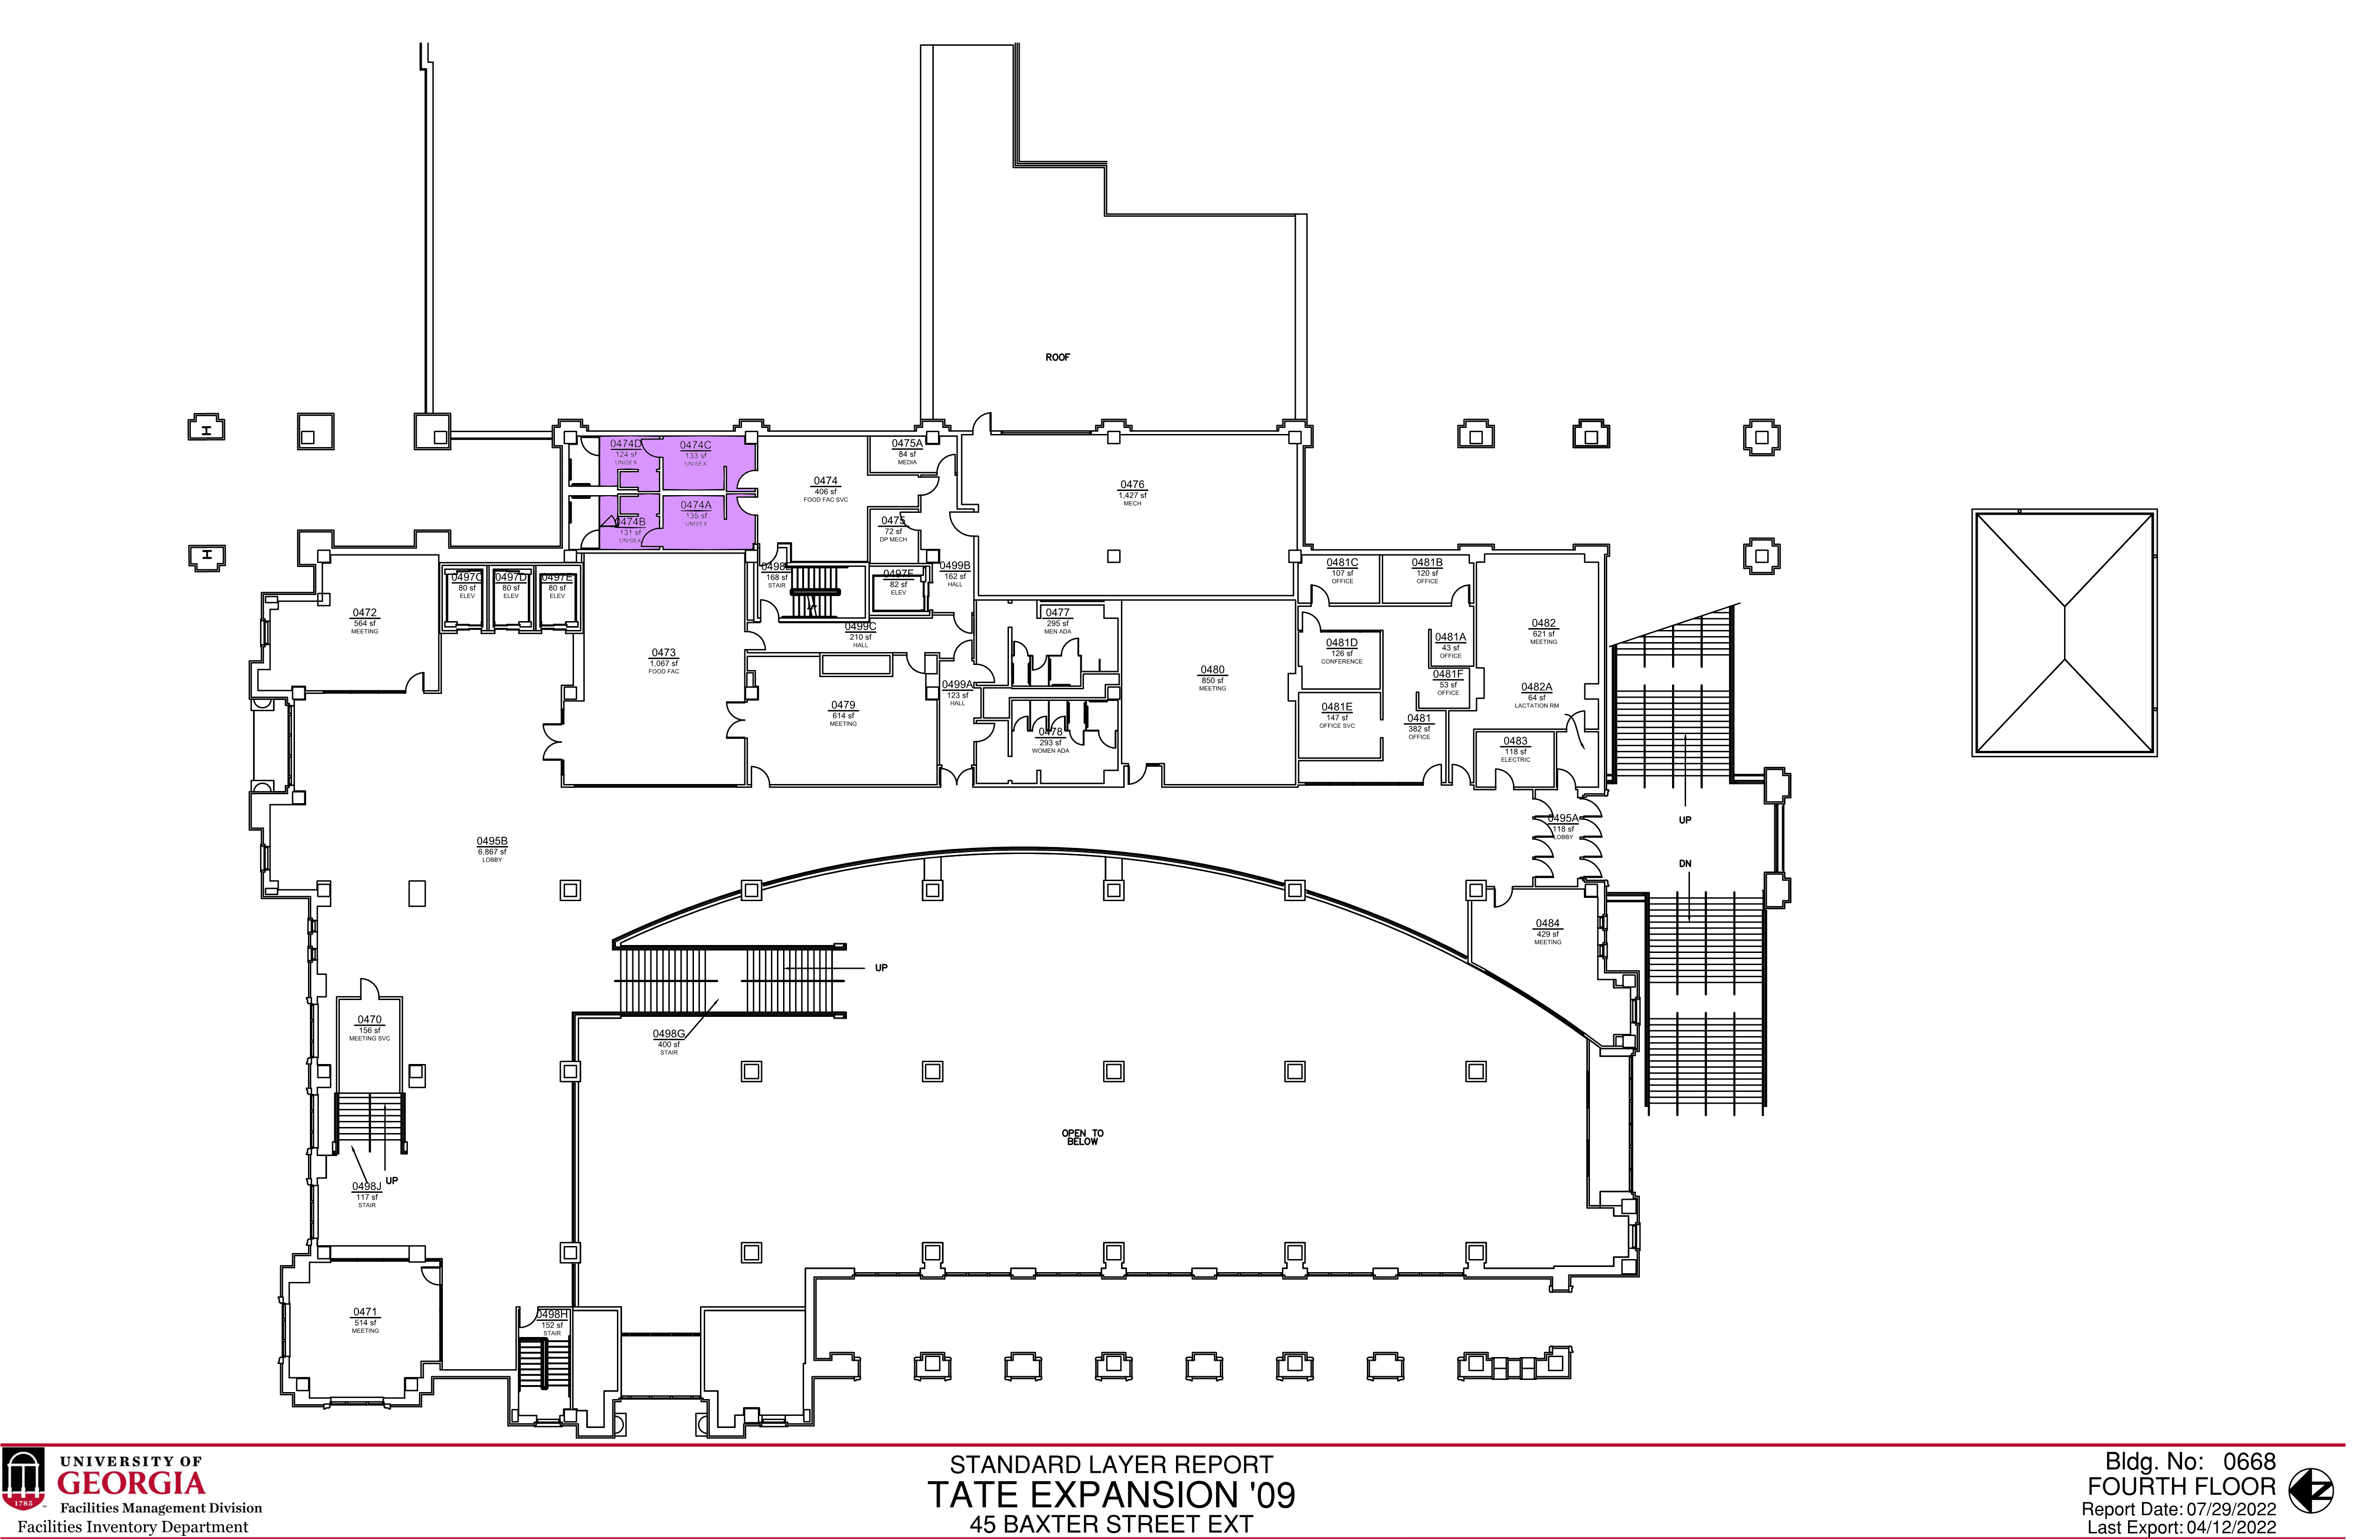 ROOF
0474D
124 sf
UNISEX
0474C
133 sf
UNISEX
0474B
131 sf
UNISEX
0474A
135 sf
UNISEX
0474
406 sf
FOOD FAC SVC
0475A
84 sf
MEDIA
0475
72 sf
DP MECH
0476
1,427 sf
MECH
0472
564 sf
MEETING
0497C
80 sf
ELEV
0497D
80 sf
ELEV
0497E
80 sf
ELEV
168 sf
STAIR
0497F
82 sf
ELEV
0499B
162 sf
HALL
0499C
210 sf
HALL
0473
1,067 sf
FOOD FAC
0479
614 sf
MEETING
0499A
123 sf
HALL
0477
295 sf
MEN ADA
0478
293 sf
WOMEN ADA
0480
850 sf
MEETING
0481C
107 sf
OFFICE
0481B
120 sf
OFFICE
0481D
126 sf
CONFERENCE
0481A
43 sf
OFFICE
0481F
53 sf
OFFICE
0481E
147 sf
OFFICE SVC
0481
382 sf
OFFICE
0482
621 sf
MEETING
0482A
64 sf
LACTATION RM
0483
118 sf
ELECTRIC
0495A
118 sf
LOBBY
UP
DN
0495B
6,867 sf
LOBBY
0484
429 sf
MEETING
UP
0498G
400 sf
STAIR
0470
156 sf
MEETING SVC
OPEN TO
BELOW
UP
0498J
117 sf
STAIR
0471
514 sf
MEETING
0498H
152 sf
STAIR
1785
UNIVERSITY OF
GEORGIA
Facilities Management Division
Facilities Inventory Department
STANDARD LAYER REPORT
TATE EXPANSION '09
45 BAXTER STREET EXT
Bldg. No: 0668
FOURTH FLOOR
Report Date: 07/29/2022
Last Export: 04/12/2022
N